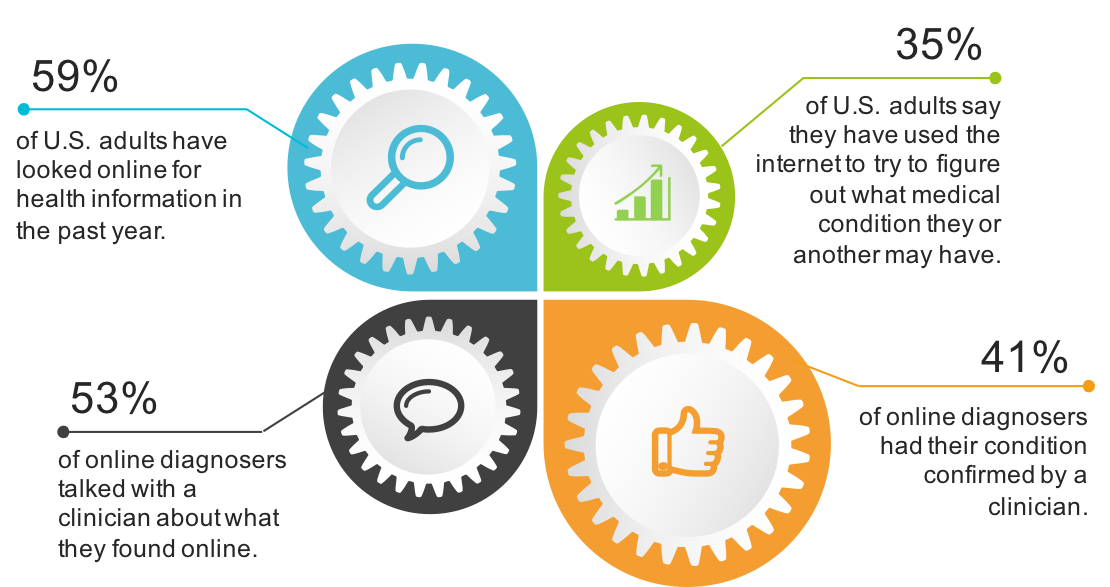 59%
of U.S. adults have
looked online for
health information in
the past year.
35%
of U.S. adults say
they have used the
internet to try to figure
out what medical
condition they or
another may have.
53%
of online diagnosers
talked with a
clinician about what
they found online.
41%
of online diagnosers
had their condition
confirmed by a
clinician.